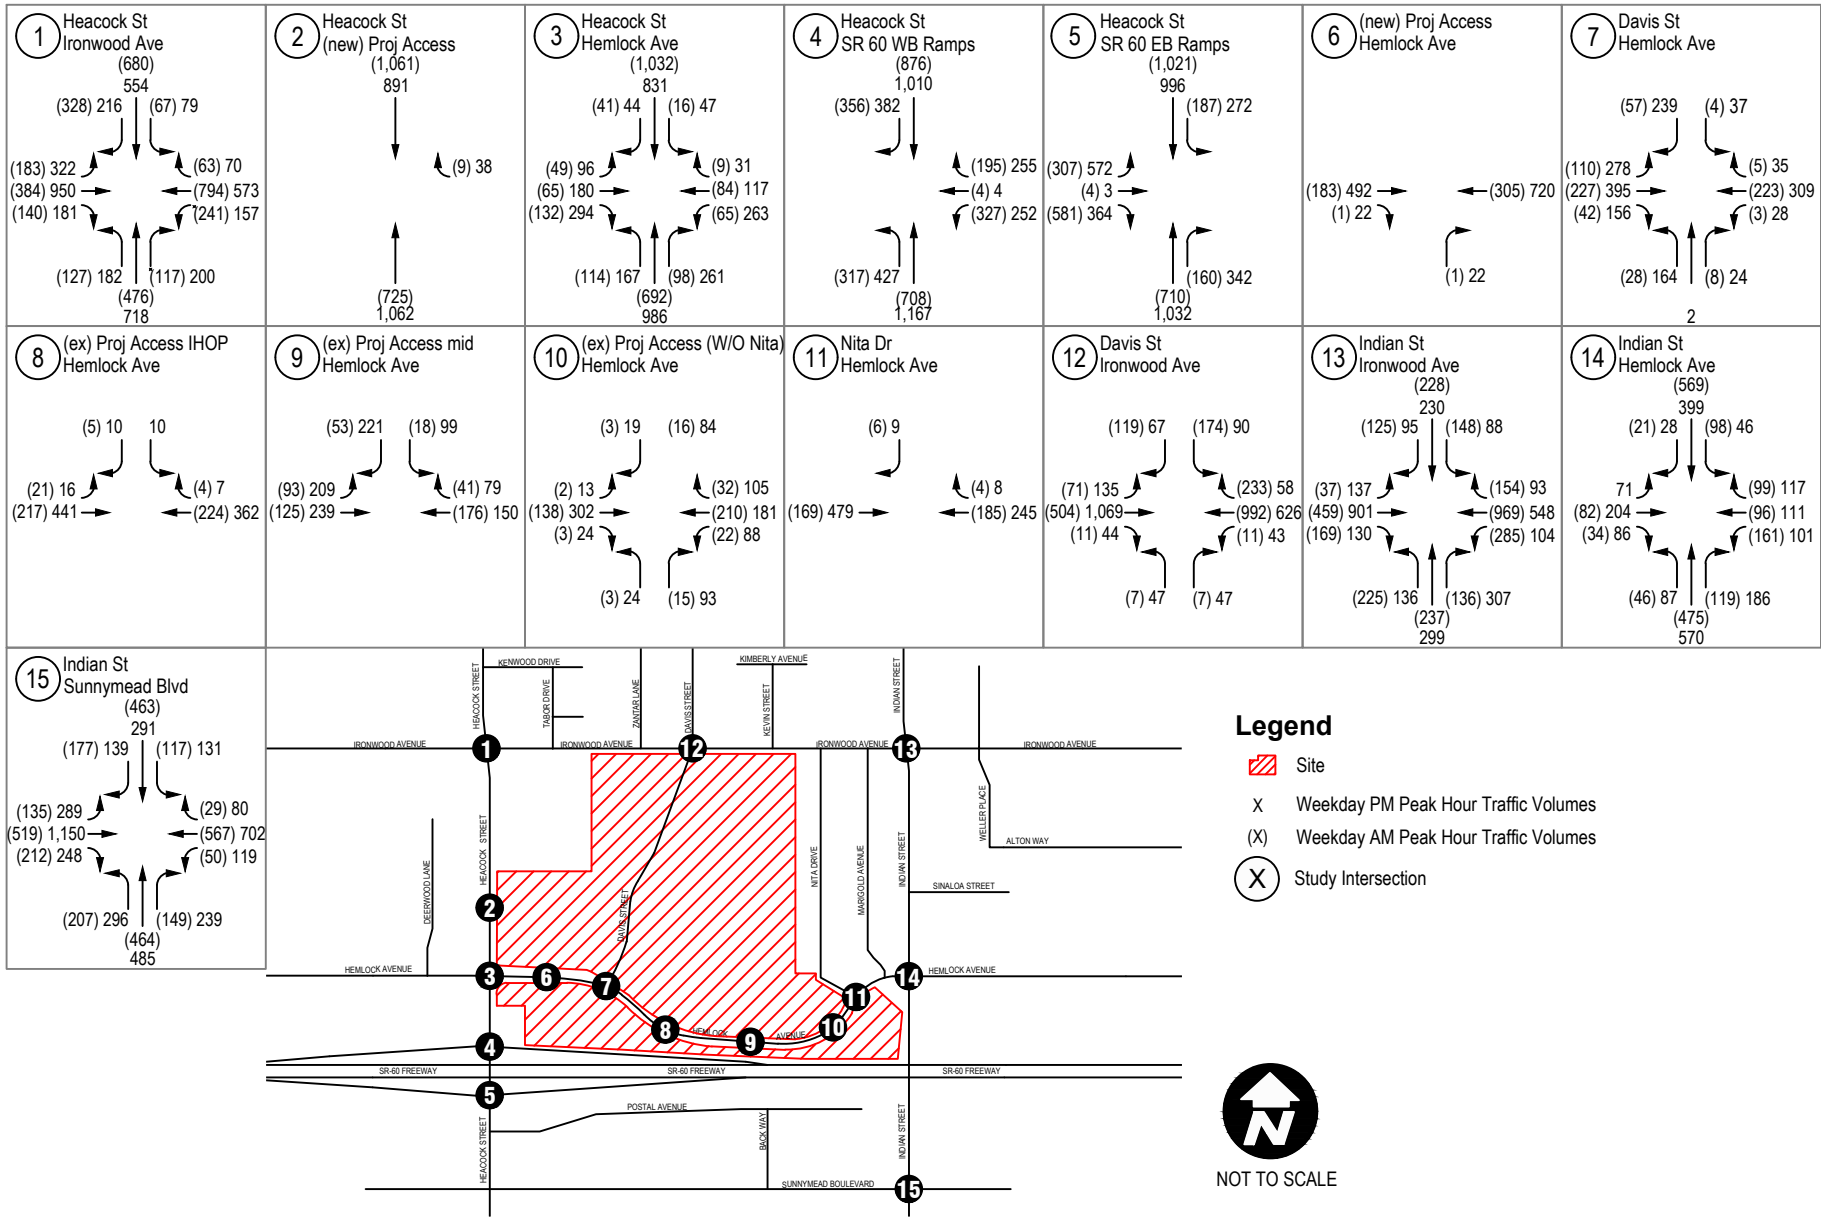 1
Heacock St
Ironwood Ave
(680)
554
(328) 216
(67) 79
(183) 322
(384) 950
(140) 181
(63) 70
(794) 573
(241) 157
(127) 182
(117) 200
(476)
718
2
Heacock St
(new) Proj Access
(1,061)
891
(9) 38
(725)
1,062
3
Heacock St
Hemlock Ave
(1,032)
831
(41) 44
(16) 47
(49) 96
(65) 180
(132) 294
(9) 31
(84) 117
(65) 263
(114) 167
(98) 261
(692)
986
4
Heacock St
SR 60 WB Ramps
(876)
1,010
(356) 382
(195) 255
(4) 4
(327) 252
(317) 427
(708)
1,167
5
Heacock St
SR 60 EB Ramps
(1,021)
996
(187) 272
(307) 572
(4) 3
(581) 364
(160) 342
(710)
1,032
6
(new) Proj Access
Hemlock Ave
(183) 492
(1) 22
(305) 720
(1) 22
7
Davis St
Hemlock Ave
(57) 239
(4) 37
(110) 278
(227) 395
(42) 156
(5) 35
(223) 309
(3) 28
(28) 164
(8) 24
2
8
(ex) Proj Access IHOP
Hemlock Ave
(5) 10
10
(21) 16
(217) 441
(4) 7
(224) 362
9
(ex) Proj Access mid
Hemlock Ave
(53) 221
(18) 99
(93) 209
(125) 239
(41) 79
(176) 150
10
(ex) Proj Access (W/O Nita)
Hemlock Ave
(3) 19
(16) 84
(2) 13
(138) 302
(3) 24
(32) 105
(210) 181
(22) 88
(3) 24
(15) 93
11
Nita Dr
Hemlock Ave
(6) 9
(169) 479
(4) 8
(185) 245
12
Davis St
Ironwood Ave
(119) 67
(174) 90
(71) 135
(504) 1,069
(11) 44
(233) 58
(992) 626
(11) 43
(7) 47
(7) 47
13
Indian St
Ironwood Ave
(228)
230
(125) 95
(148) 88
(37) 137
(459) 901
(169) 130
(154) 93
(969) 548
(285) 104
(225) 136
(136) 307
(237)
299
14
Indian St
Hemlock Ave
(569)
399
(21) 28
(98) 46
71
(82) 204
(34) 86
(99) 117
(96) 111
(161) 101
(46) 87
(119) 186
(475)
570
15
Indian St
Sunnymead Blvd
(463)
291
(177) 139
(117) 131
(135) 289
(519) 1,150
(212) 248
(29) 80
(567) 702
(50) 119
(207) 296
(149) 239
(464)
485
HEACOCK STREET
KENWOOD DRIVE
TABOR DRIVE
ZANTAR LANE
DAVIS STREET
KIMBERLY AVENUE
KEVIN STREET
INDIAN STREET
IRONWOOD AVENUE
1
IRONWOOD AVENUE
12
IRONWOOD AVENUE
13
IRONWOOD AVENUE
WELLER PLACE
ALTON WAY
DEERWOOD LANE
HEACOCK STREET
NITA DRIVE
MARIGOLD AVENUE
INDIAN STREET
SINALOA STREET
2
DAVIS STREET
HEMLOCK AVENUE
3
6
7
8
HEMLOCK
9
AVENUE
10
11
14
HEMLOCK AVENUE
4
SR-60 FREEWAY
SR-60 FREEWAY
SR-60 FREEWAY
5
POSTAL AVENUE
BACK WAY
HEACOCK STREET
INDIAN STREET
SUNNYMEAD BOULEVARD
15
Legend
Site
X Weekday PM Peak Hour Traffic Volumes
(X) Weekday AM Peak Hour Traffic Volumes
X Study Intersection
N
NOT TO SCALE